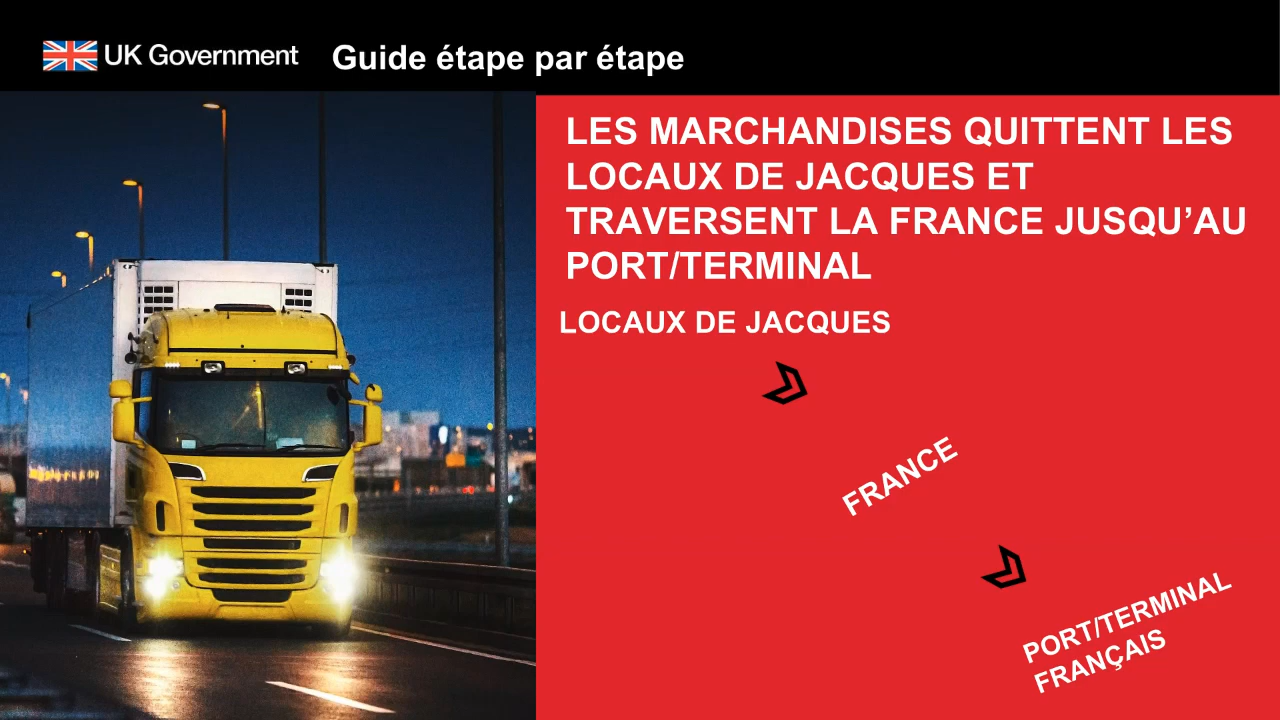 UK Government
Guide étape par étape
LES MARCHANDISES QUITTENT LES
LOCAUX DE JACQUES ET
TRAVERSENT LA FRANCE JUSQU’AU
PORT/TERMINAL
LOCAUX DE JACQUES
FRANCE
PORT/TERMINAL
FRANÇAIS